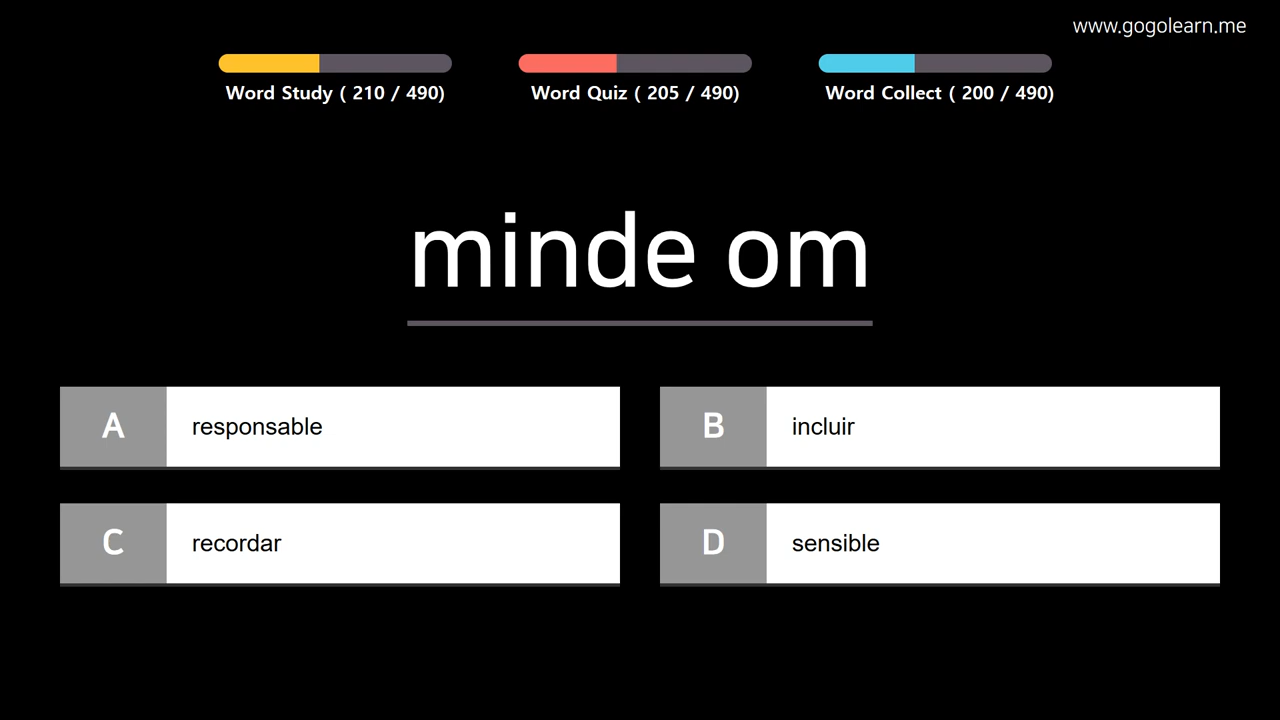 www.gogolearn.me
Word Study ( 210 / 490)
Word Quiz ( 205 / 490)
Word Collect ( 200 / 490)
minde om
A responsable
B incluir
C recordar
D sensible